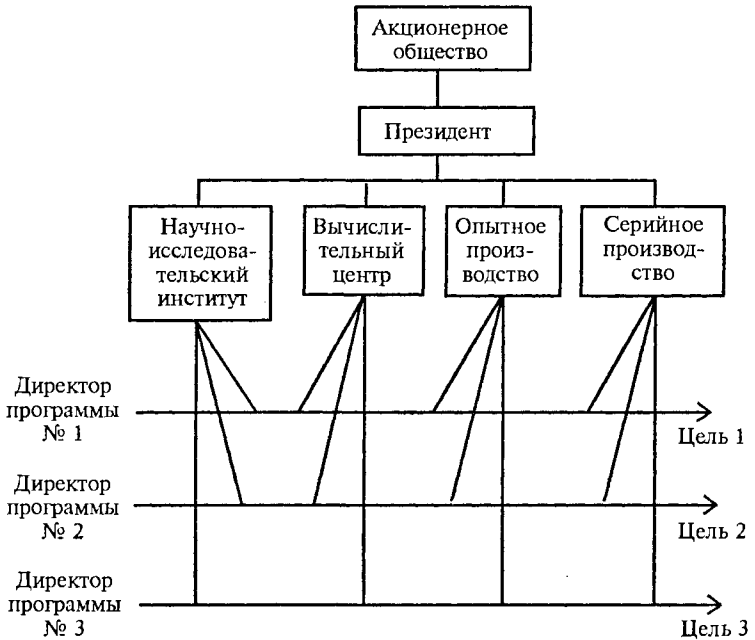 Акционерное
общество
Президент
Научно-
исследова-
тельский
институт
Вычисли-
тельный
центр
Опытное
произ-
водство
Серийное
производ-
ство
Директор
программы
№ 1
Цель 1
Директор
программы
№ 2
Цель 2
Директор
программы
№ 3
Цель 3